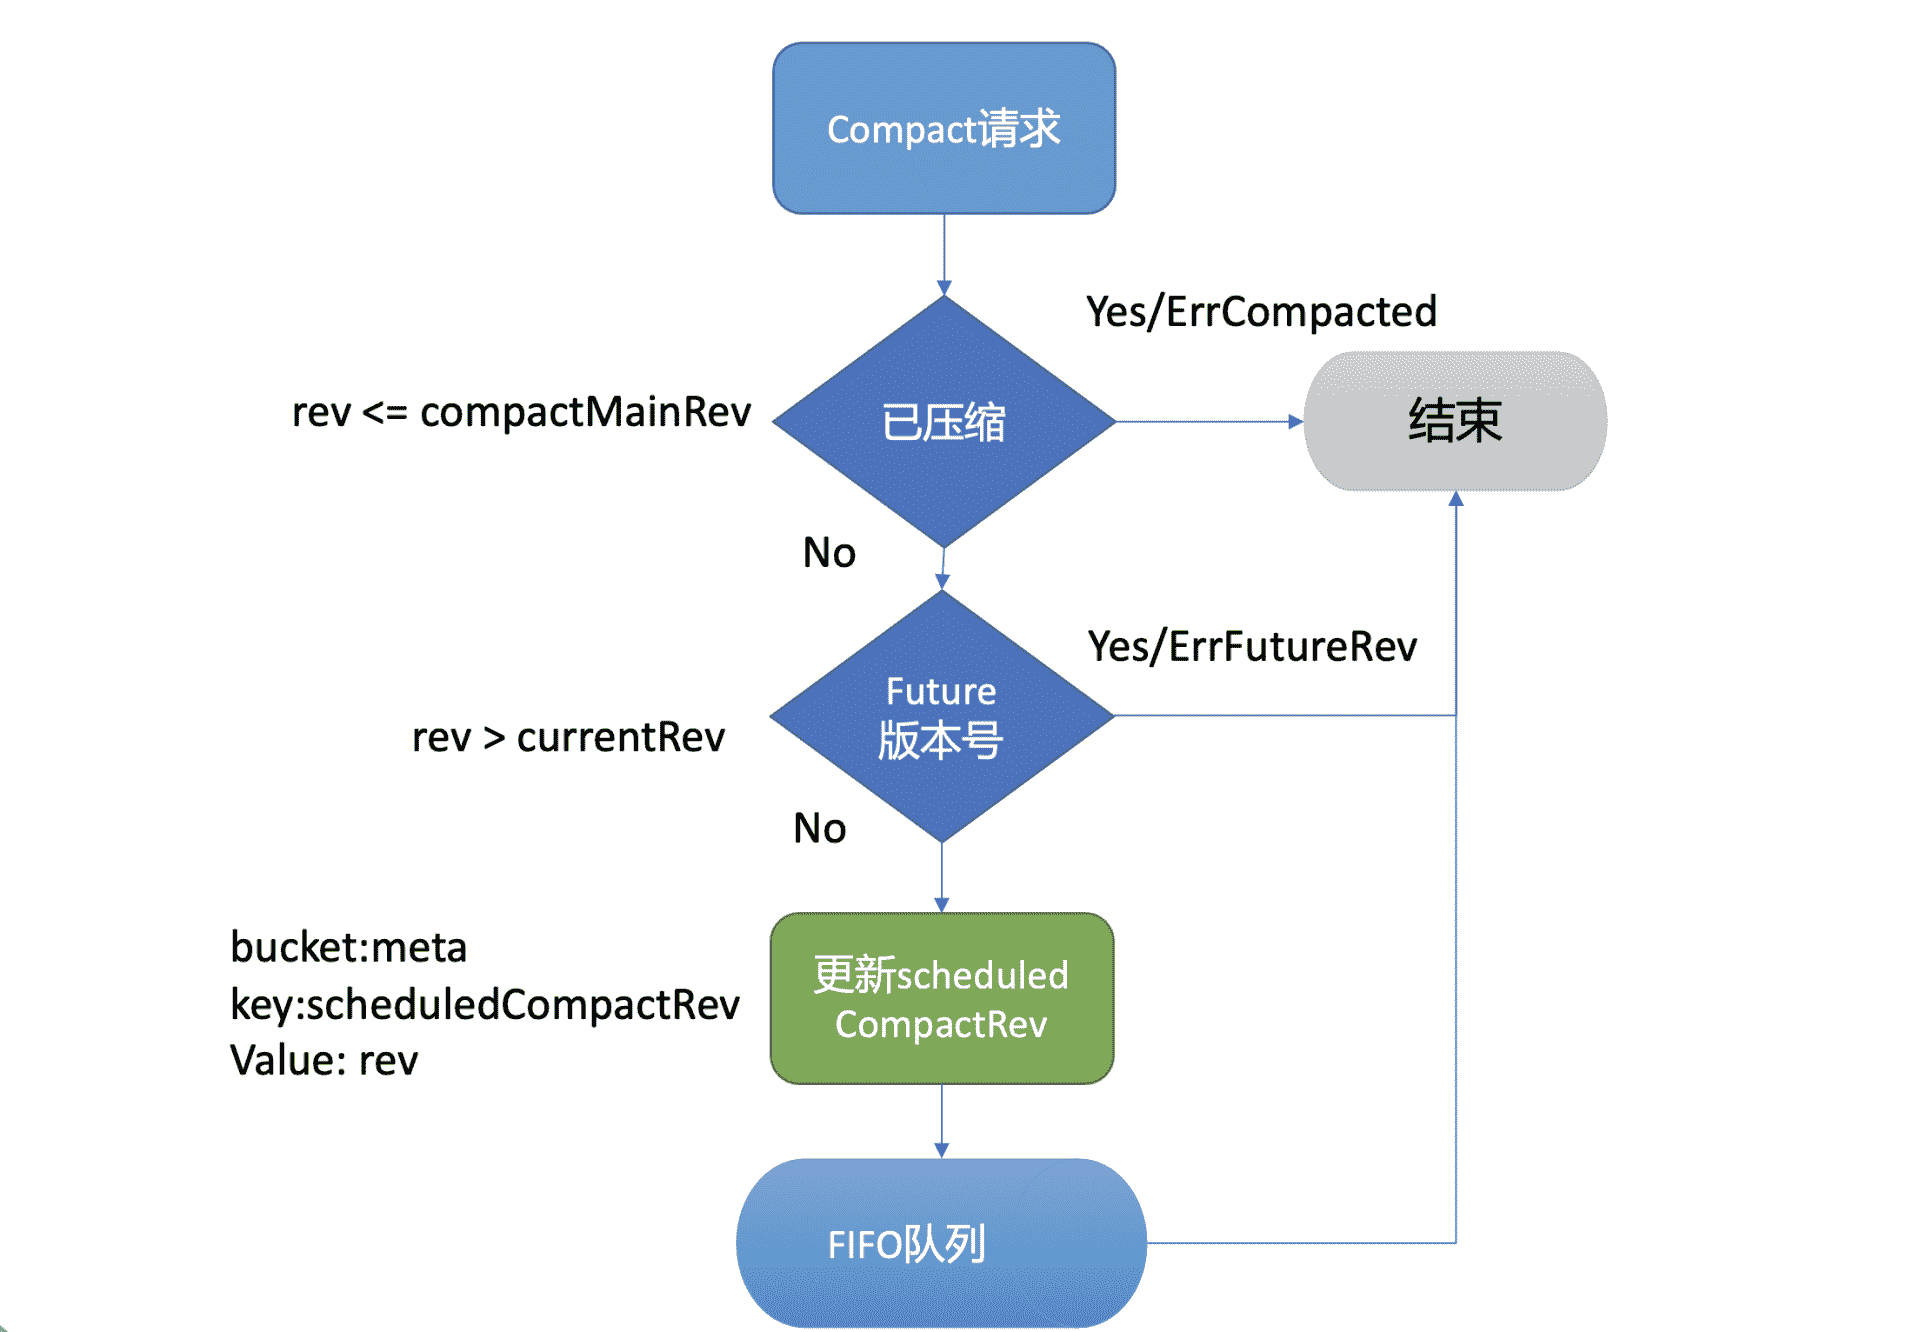 Compact请求
Yes/ErrCompacted
rev <= compactMainRev
已压缩
结束
No
Yes/ErrFutureRev
Future
版本号
rev > currentRev
No
bucket:meta
key:scheduledCompactRev
Value: rev
更新scheduled
CompactRev
FIFO队列